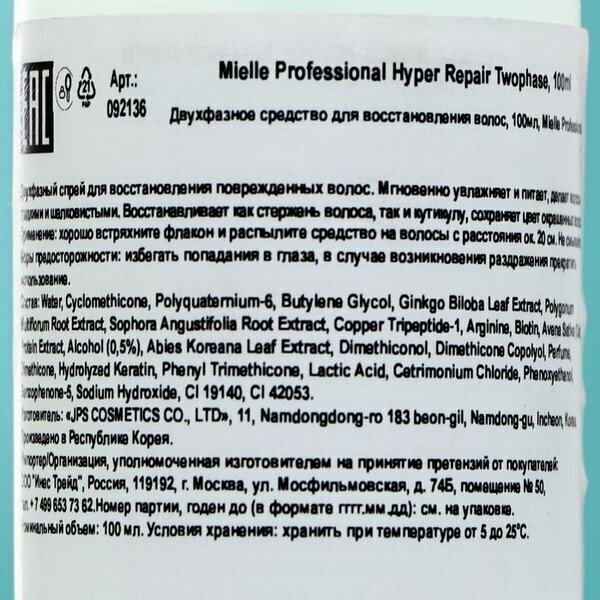 EAC
21
Арт.:
092136
Mielle Professional Hyper Repair Twophase, 100ml
Двухфазное средство для восстановления волос, 100мл, Mielle Profession
Двухфазный спрей для восстановления поврежденных волос. Мгновенно увлажняет и питает, делает волосы
и шелковистыми. Восстанавливает как стержень волоса, так и кутикулу, сохраняет цвет окрашенных волос.
Применение: хорошо встряхните флакон и распылите средство на волосы с расстояния ок. 20 см. Не смывать.
Меры предосторожности: избегать попадания в глаза, в случае возникновения раздражения прекратить
использование.
Состав: Water, Cyclomethicone, Polyquaternium-6, Butylene Glycol, Ginkgo Biloba Leaf Extract, Polygonum
Multiflorum Root Extract, Sophora Angustifolia Root Extract, Copper Tripeptide-1, Arginine, Biotin, Avena Sativa
Protein Extract, Alcohol (0,5%), Abies Koreana Leaf Extract, Dimethiconol, Dimethicone Copolyol, Perfume,
Dimethicone, Hydrolyzed Keratin, Phenyl Trimethicone, Lactic Acid, Cetrimonium Chloride, Phenoxyethanol,
Benzophenone-5, Sodium Hydroxide, CI 19140, CI 42053.
Изготовитель: «JPS COSMETICS CO., LTD», 11, Namdongdong-ro 183 beon-gil, Namdong-gu, Incheon, Korea.
Произведено в Республике Корея.
Импортер/Организация, уполномоченная изготовителем на принятие претензий от покупателей:
ООО "Инес Трейд", Россия, 119192, г. Москва, ул. Мосфильмовская, д. 74Б, помещение № 50,
тел. +7 499 653 73 62.Номер партии, годен до (в формате гггг.мм.дд): см. на упаковке.
Номинальный объем: 100 мл. Условия хранения: хранить при температуре от 5 до 25°C.